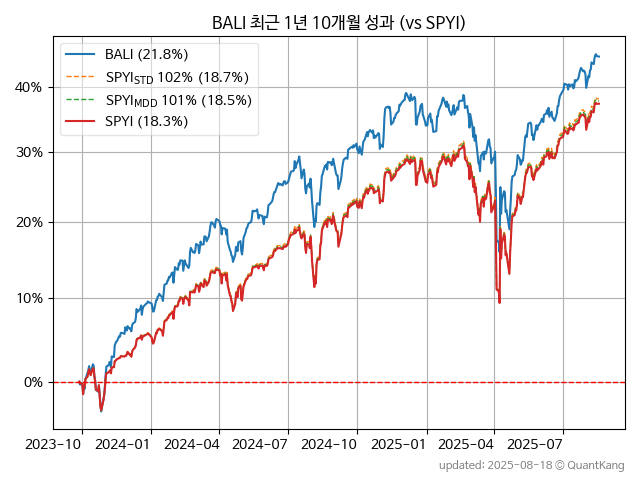 BALI 최근 1년 10개월 성과 (vs SPYI)
BALI (21.8%)
SPYI_STD 102% (18.7%)
SPYI_MDD 101% (18.5%)
SPYI (18.3%)
40%
30%
20%
10%
0%
2023-10 2024-01 2024-04 2024-07 2024-10 2025-01 2025-04 2025-07
updated: 2025-08-18 © QuantKang